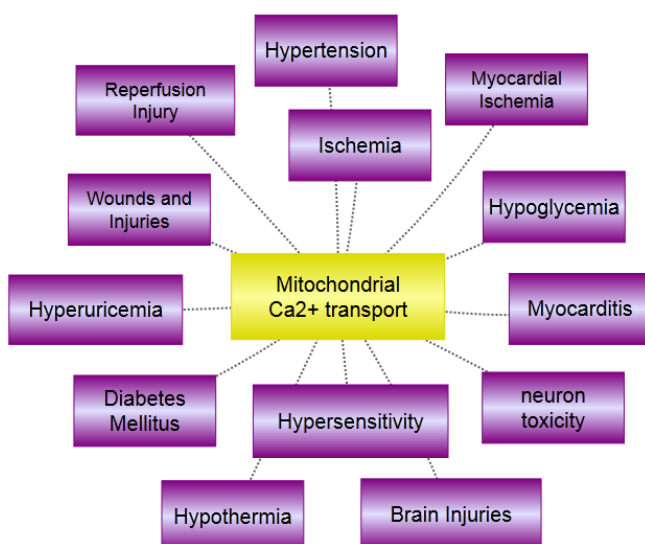 Hypertension
Myocardial
Ischemia
Reperfusion
Injury
Ischemia
Wounds and
Injuries
Hypoglycemia
Mitochondrial
Ca2+ transport
Hyperuricemia
Myocarditis
Diabetes
Mellitus
Hypersensitivity
neuron
toxicity
Hypothermia
Brain Injuries